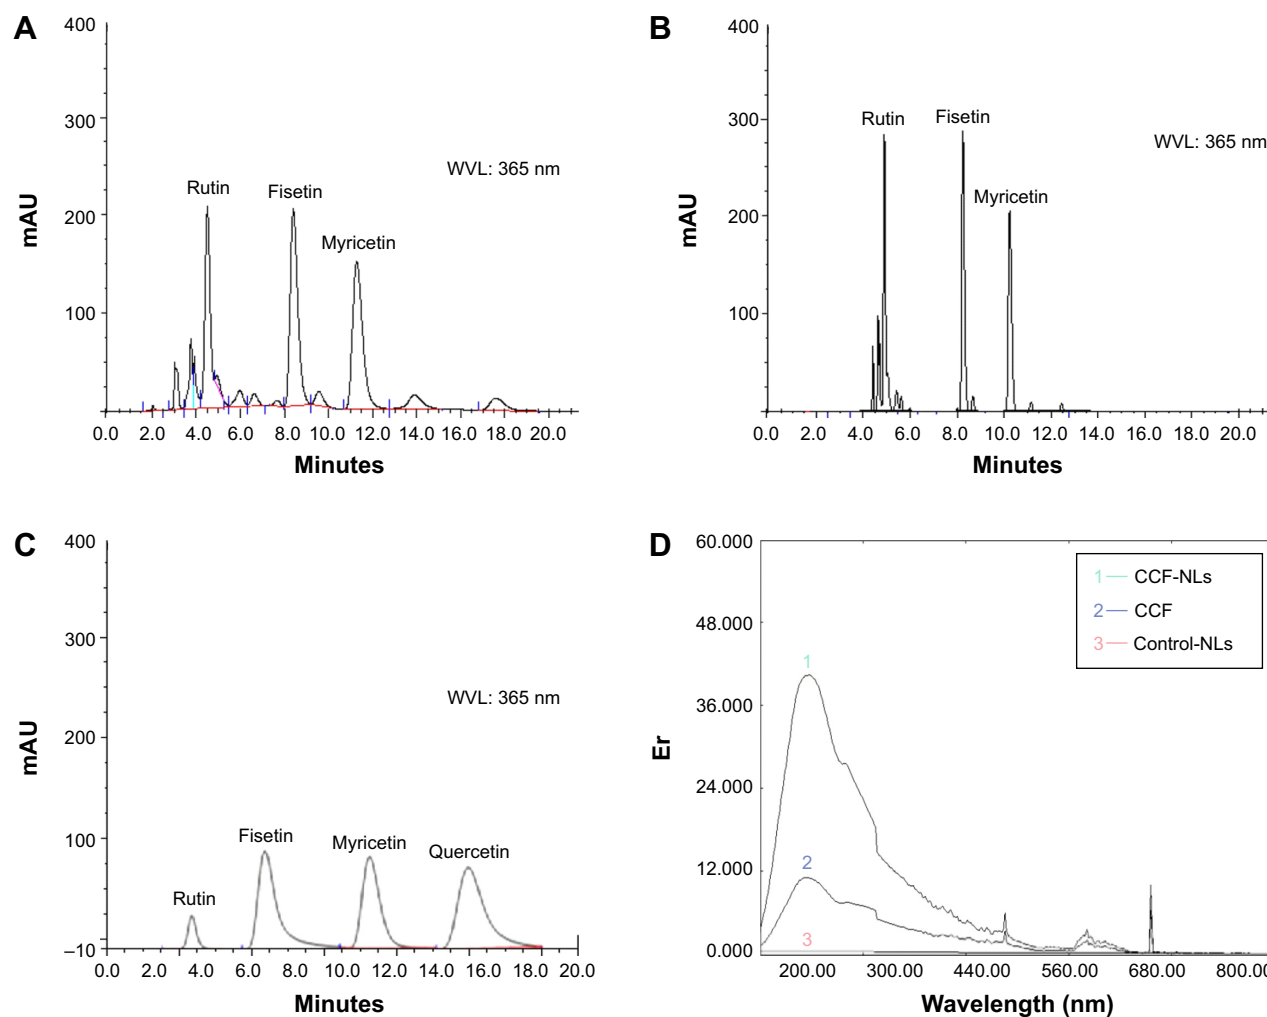 A
400
300
200
100
mAU
Rutin
Fisetin
Myricetin
WVL: 365 nm
0.0 2.0 4.0 6.0 8.0 10.0 12.0 14.0 16.0 18.0 20.0
Minutes
B
400
300
200
100
mAU
Rutin
Fisetin
Myricetin
WVL: 365 nm
0.0 2.0 4.0 6.0 8.0 10.0 12.0 14.0 16.0 18.0 20.0
Minutes
C
400
300
200
100
–10
mAU
WVL: 365 nm
Rutin
Fisetin
Myricetin
Quercetin
0.0 2.0 4.0 6.0 8.0 10.0 12.0 14.0 16.0 18.0 20.0
Minutes
D
60.000
48.000
36.000
24.000
12.000
0.000
Er
1 CCF-NLs
2 CCF
3 Control-NLs
1
2
3
200.00 300.00 440.00 560.00 680.00 800.00
Wavelength (nm)